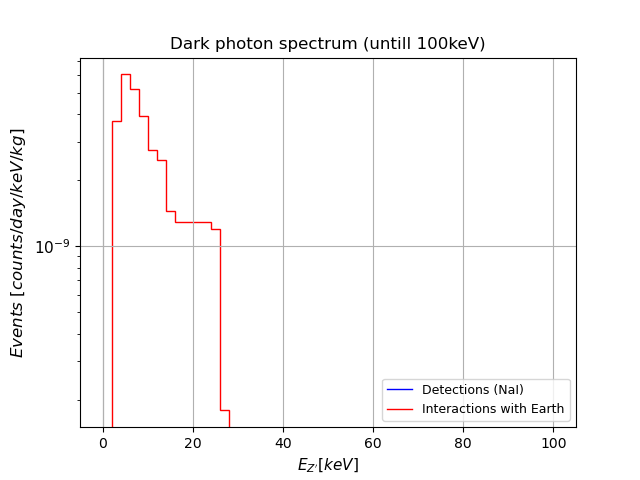 Dark photon spectrum (untill 100keV)
Events [counts/day/keV/kg]
10⁻⁹
0 20 40 60 80 100
E_{Z'}[keV]
Detections (NaI)
Interactions with Earth